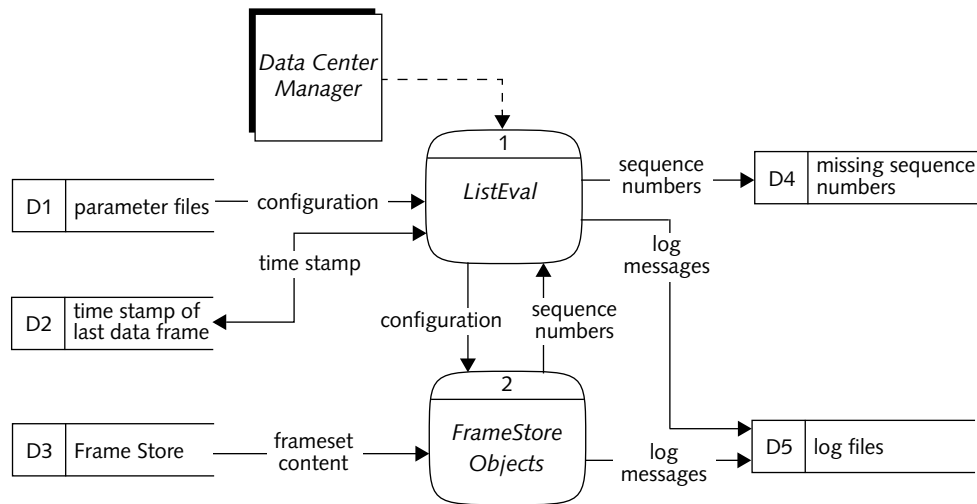 Data Center
Manager
1
ListEval
sequence
numbers
D4
missing sequence
numbers
D1
parameter files
configuration
time stamp
log
messages
D2
time stamp of
last data frame
configuration
sequence
numbers
2
FrameStore
Objects
D3
Frame Store
frameset
content
log
messages
D5
log files